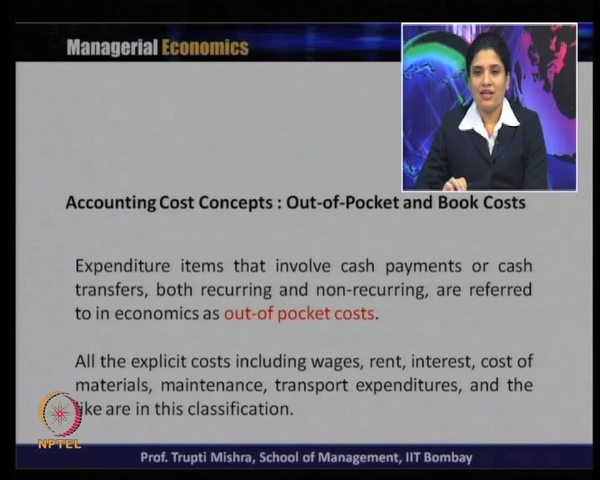 Managerial Economics
Accounting Cost Concepts : Out-of-Pocket and Book Costs
Expenditure items that involve cash payments or cash
transfers, both recurring and non-recurring, are referred
to in economics as out-of pocket costs.
All the explicit costs including wages, rent, interest, cost of
materials, maintenance, transport expenditures, and the
like are in this classification.
NPTEL
Prof. Trupti Mishra, School of Management, IIT Bombay